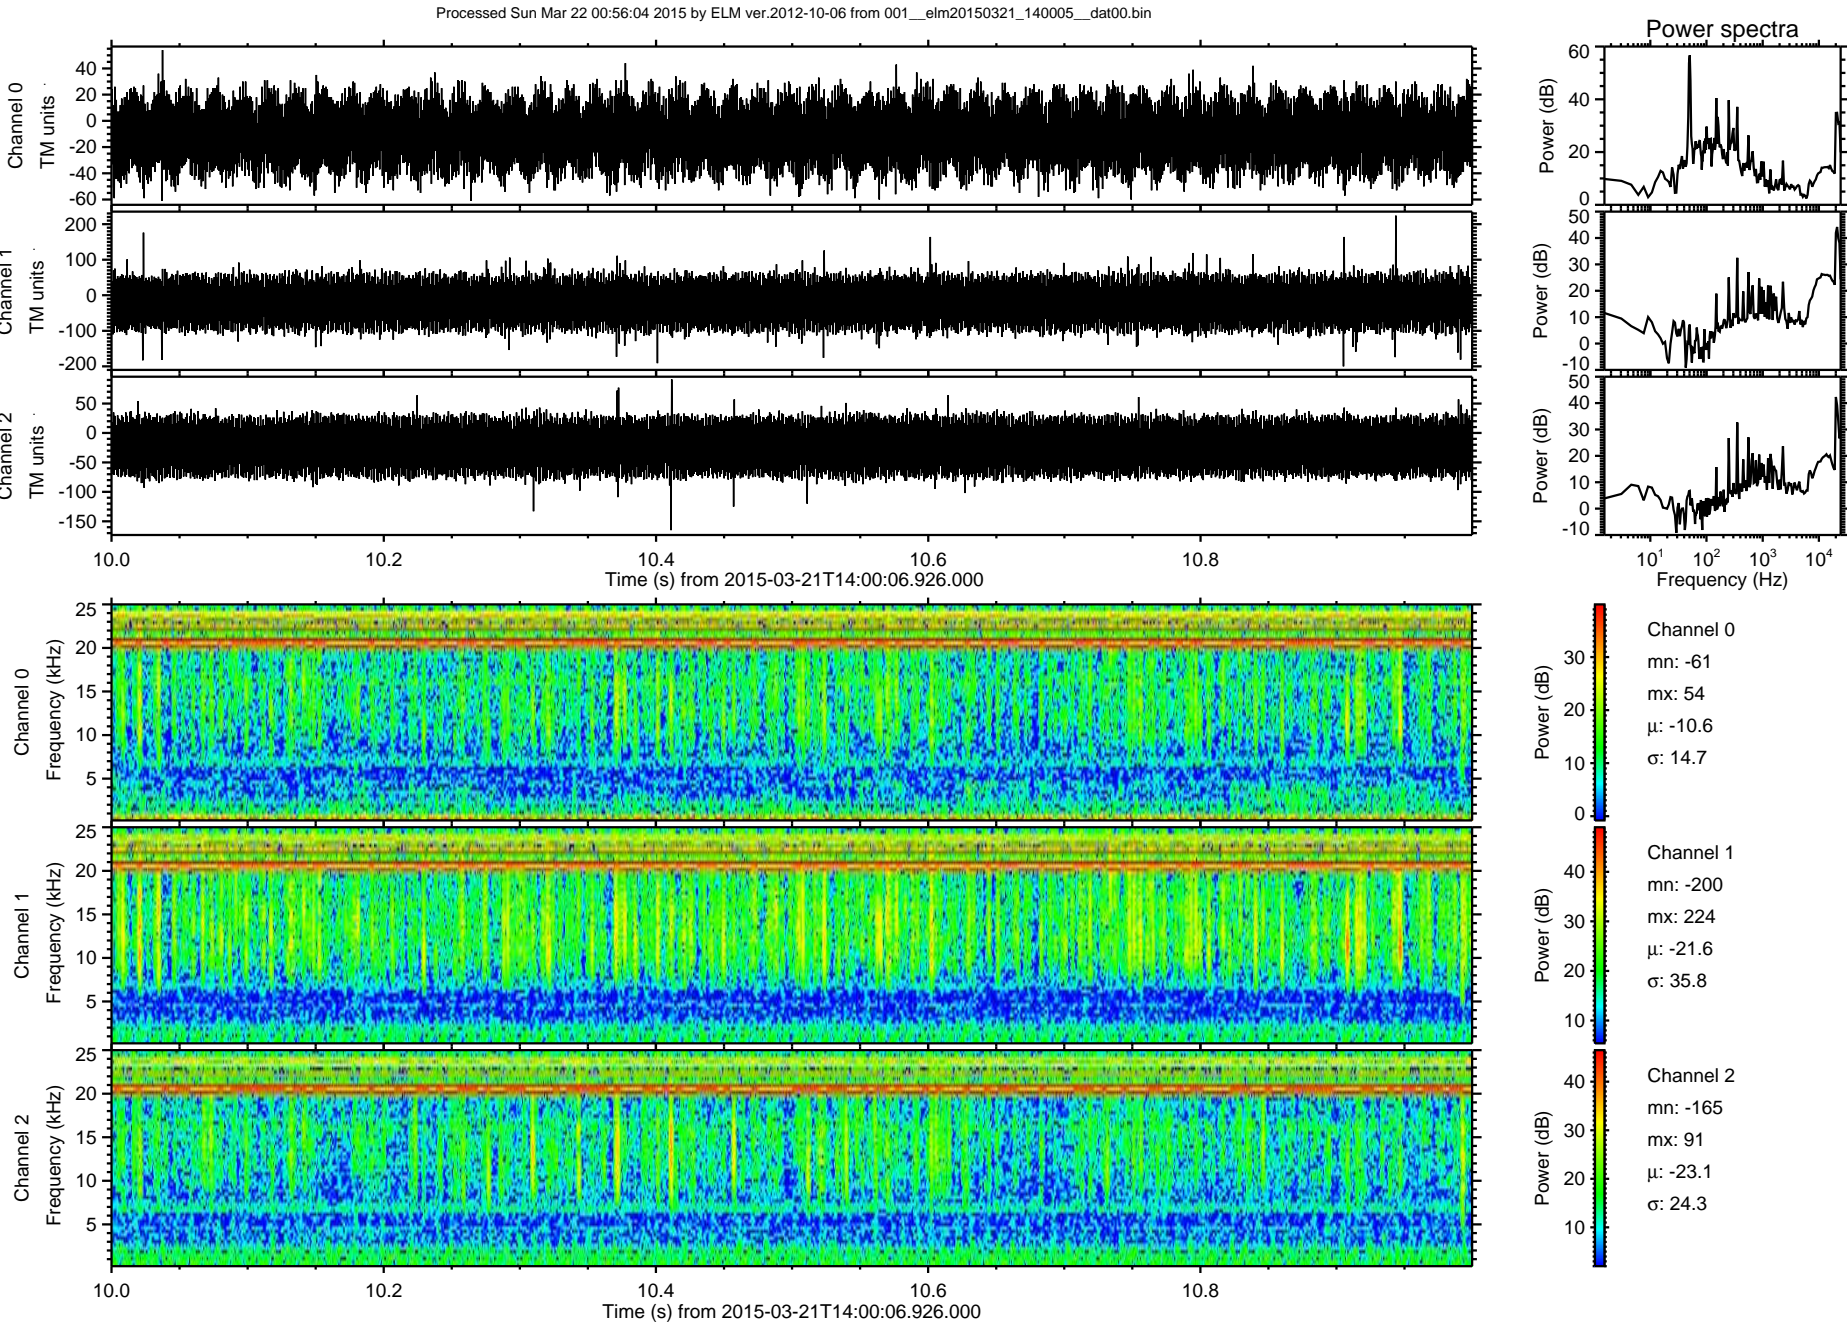 Processed Sun Mar 22 00:56:04 2015 by ELM ver.2012-10-06 from 001__elm20150321_140005__dat00.bin
Power spectra
Channel 0
TM units
40
20
0
-20
-40
-60
Power (dB)
60
40
20
0
Channel 1
TM units
200
100
0
-100
-200
Power (dB)
50
40
30
20
10
0
-10
Channel 2
TM units
50
0
-50
-100
-150
Power (dB)
50
40
30
20
10
0
-10
10.0 10.2 10.4 10.6 10.8
Time (s) from 2015-03-21T14:00:06.926.000
10^1 10^2 10^3 10^4
Frequency (Hz)
Channel 0
Frequency (kHz)
25
20
15
10
5
Power (dB)
30
20
10
0
Channel 0
mn: -61
mx: 54
μ: -10.6
σ: 14.7
Channel 1
Frequency (kHz)
25
20
15
10
5
Power (dB)
40
30
20
10
Channel 1
mn: -200
mx: 224
μ: -21.6
σ: 35.8
Channel 2
Frequency (kHz)
25
20
15
10
5
Power (dB)
40
30
20
10
Channel 2
mn: -165
mx: 91
μ: -23.1
σ: 24.3
10.0 10.2 10.4 10.6 10.8
Time (s) from 2015-03-21T14:00:06.926.000